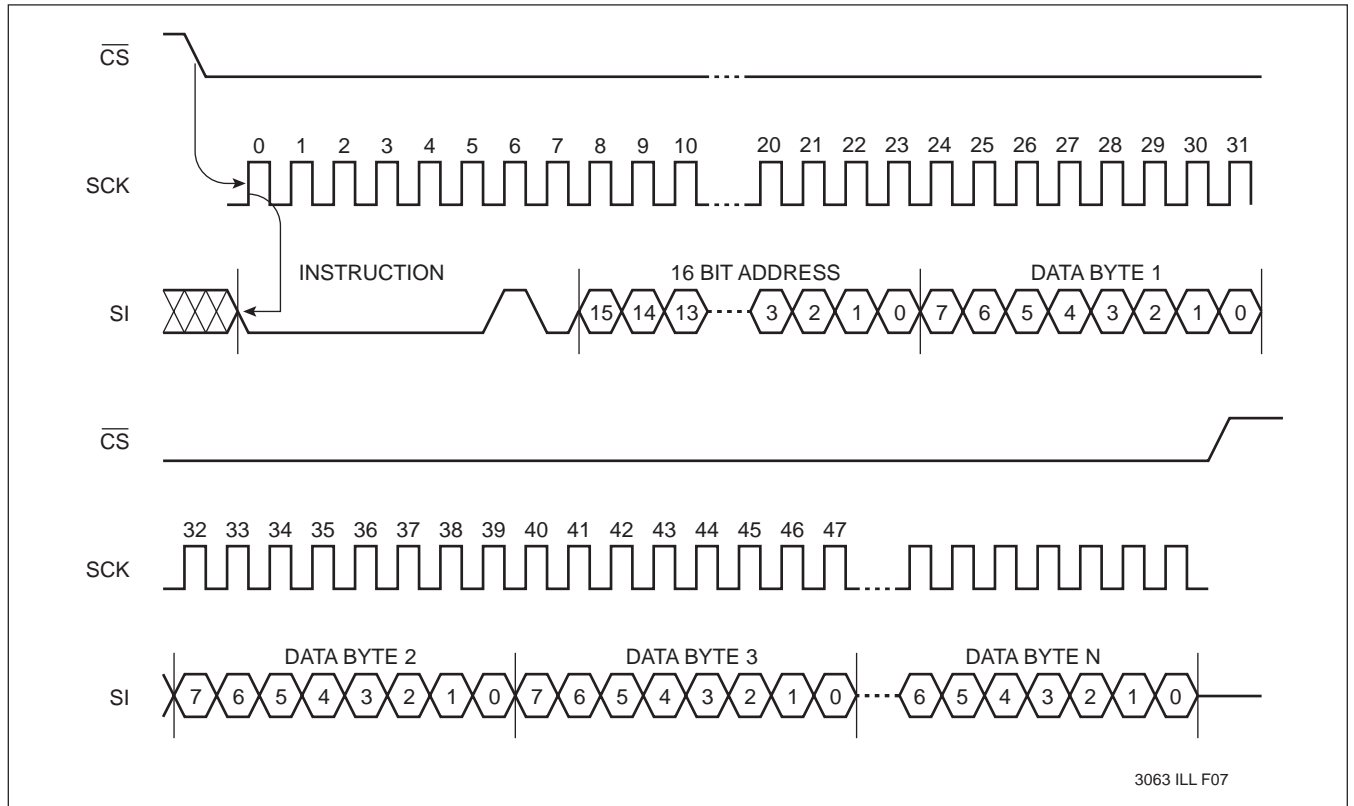 CS
0 1 2 3 4 5 6 7 8 9 10 20 21 22 23 24 25 26 27 28 29 30 31
SCK
INSTRUCTION 16 BIT ADDRESS DATA BYTE 1
SI 15 14 13 3 2 1 0 7 6 5 4 3 2 1 0
CS
32 33 34 35 36 37 38 39 40 41 42 43 44 45 46 47
SCK
DATA BYTE 2 DATA BYTE 3 DATA BYTE N
SI 7 6 5 4 3 2 1 0 7 6 5 4 3 2 1 0 6 5 4 3 2 1 0
3063 ILL F07